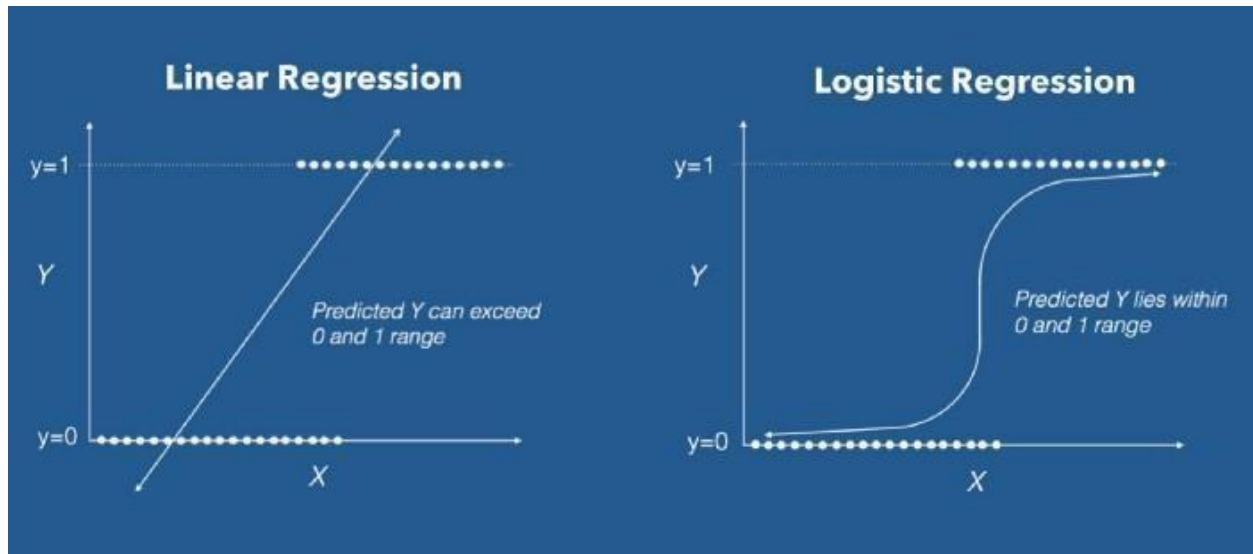 Linear Regression
y=1
Y
Predicted Y can exceed
0 and 1 range
y=0
X
Logistic Regression
y=1
Y
Predicted Y lies within
0 and 1 range
y=0
X